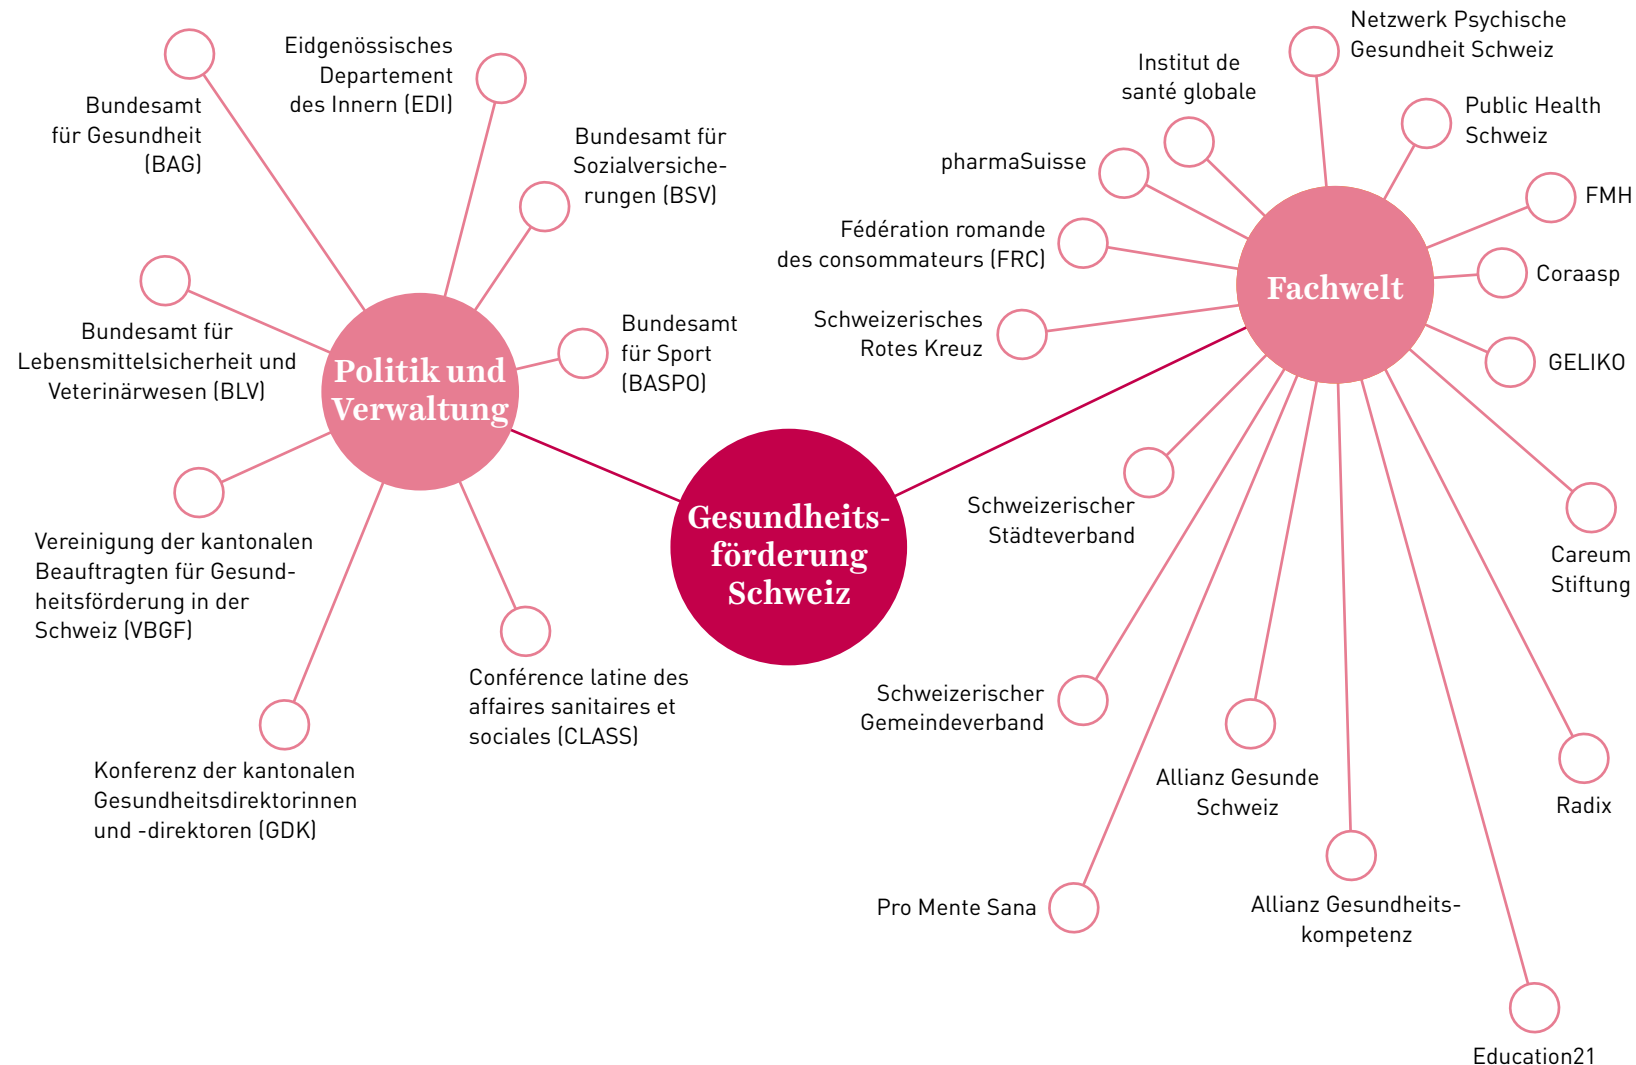 Bundesamt
für Gesundheit
(BAG)
Eidgenössisches
Departement
des Innern (EDI)
Bundesamt für
Sozialversiche-
rungen (BSV)
Bundesamt für
Lebensmittelsicherheit und
Veterinärwesen (BLV)
Bundesamt
für Sport
(BASPO)
Politik und
Verwaltung
Vereinigung der kantonalen
Beauftragten für Gesund-
heitsförderung in der
Schweiz (VBGF)
Konferenz der kantonalen
Gesundheitsdirektorinnen
und -direktoren (GDK)
Conférence latine des
affaires sanitaires et
sociales (CLASS)
Gesundheits-
förderung
Schweiz
Netzwerk Psychische
Gesundheit Schweiz
Institut de
santé globale
Public Health
Schweiz
pharmaSuisse
FMH
Fédération romande
des consommateurs (FRC)
Coraasp
Fachwelt
Schweizerisches
Rotes Kreuz
GELIKO
Schweizerischer
Städteverband
Careum
Stiftung
Schweizerischer
Gemeindeverband
Allianz Gesunde
Schweiz
Radix
Pro Mente Sana
Allianz Gesundheits-
kompetenz
Education21